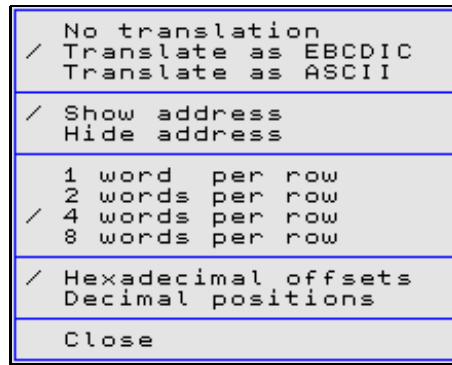 No translation
/ Translate as EBCDIC
Translate as ASCII
/ Show address
Hide address
1 word per row
2 words per row
/ 4 words per row
8 words per row
/ Hexadecimal offsets
Decimal positions
Close